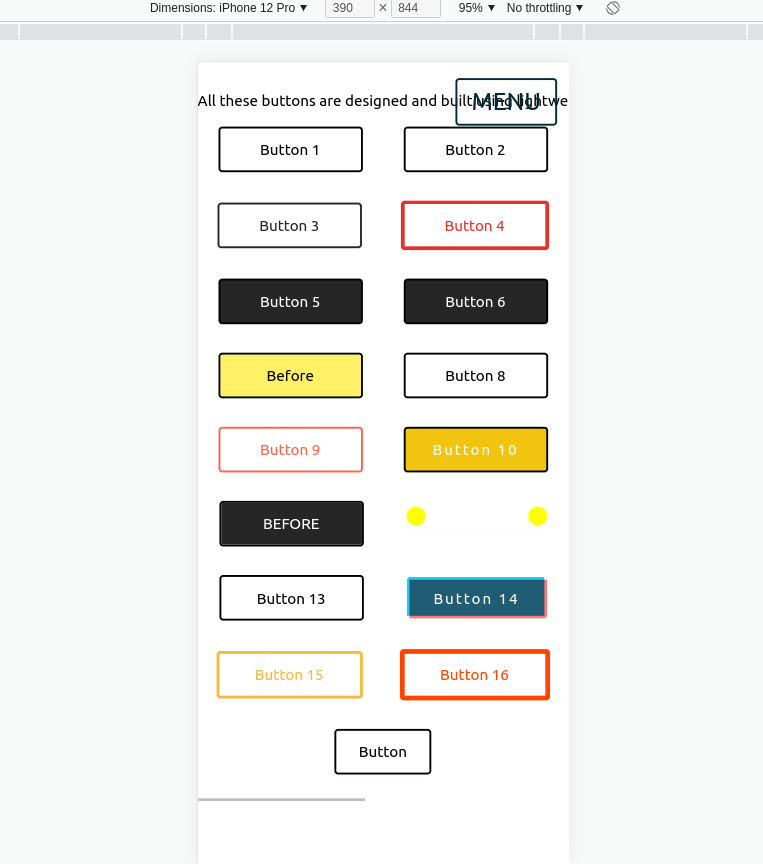 Dimensions: iPhone 12 Pro ▼ 390 × 844 95% ▼ No throttling ▼
MENU
All these buttons are designed and built using lightwe
Button 1 Button 2
Button 3 Button 4
Button 5 Button 6
Before Button 8
Button 9 Button 10
BEFORE
Button 13 Button 14
Button 15 Button 16
Button